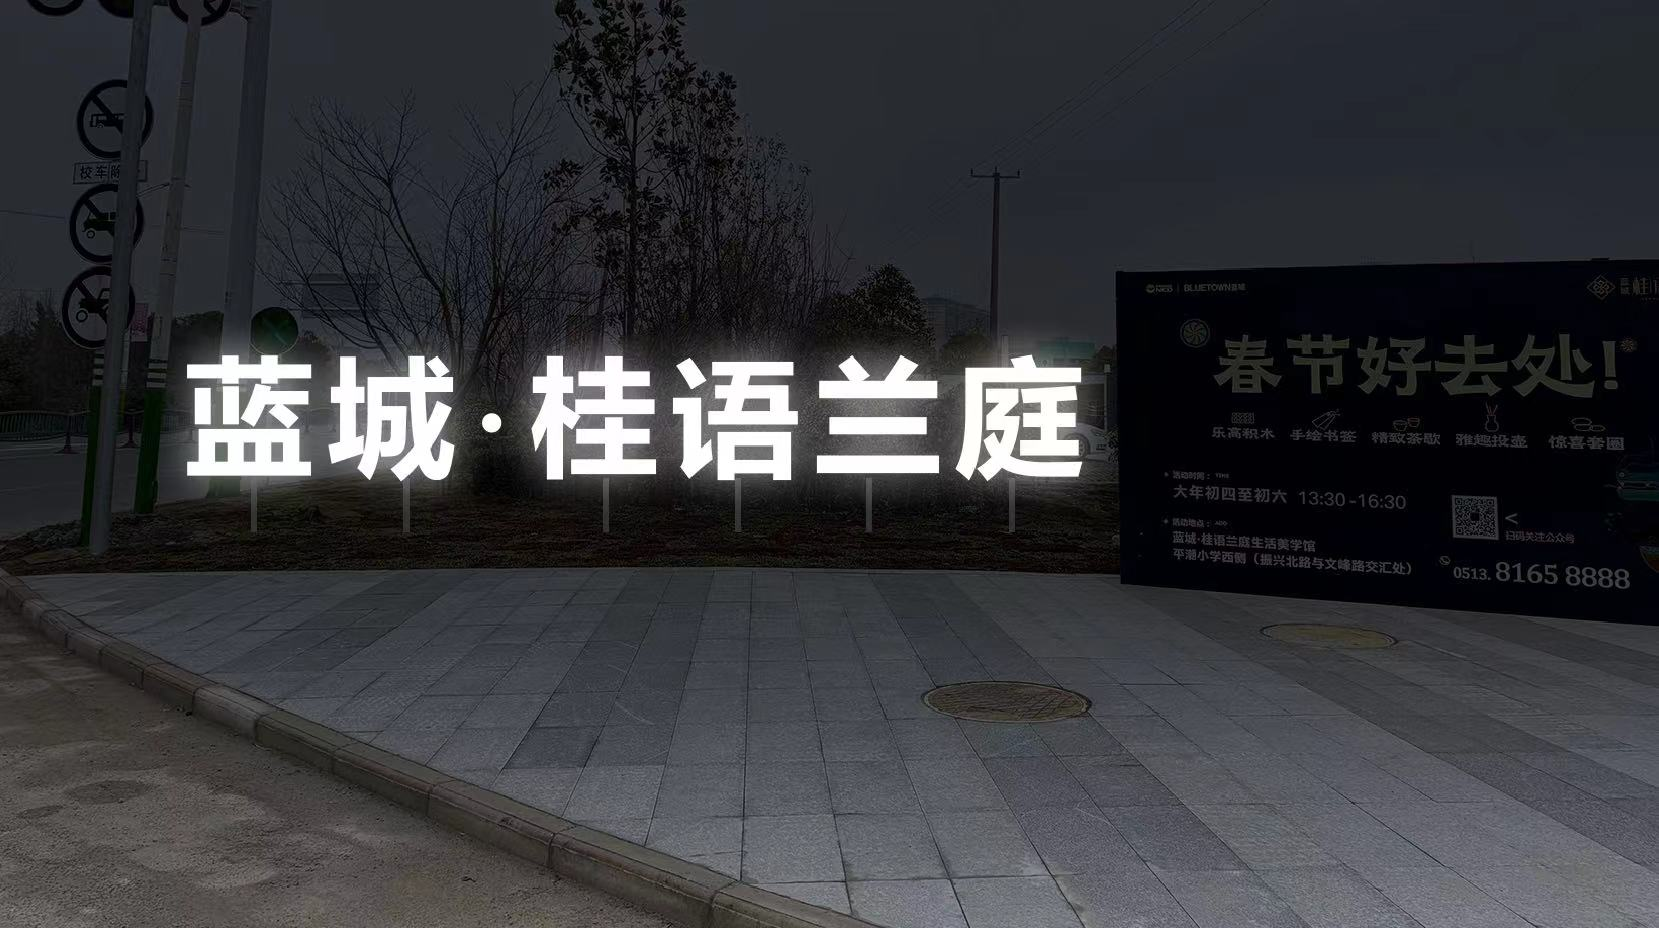 校车除
蓝城·桂语兰庭
BLUETOWN蓝城
春节好去处!
乐高积木 手绘书签 精致茶歇 雅趣投壶 惊喜套圈
活动时间:
大年初四至初六 13:30-16:30
活动地点:
蓝城·桂语兰庭生活美学馆
平潮小学西侧(振兴北路与文峰路交汇处)
扫码关注公众号
0513. 8165 8888